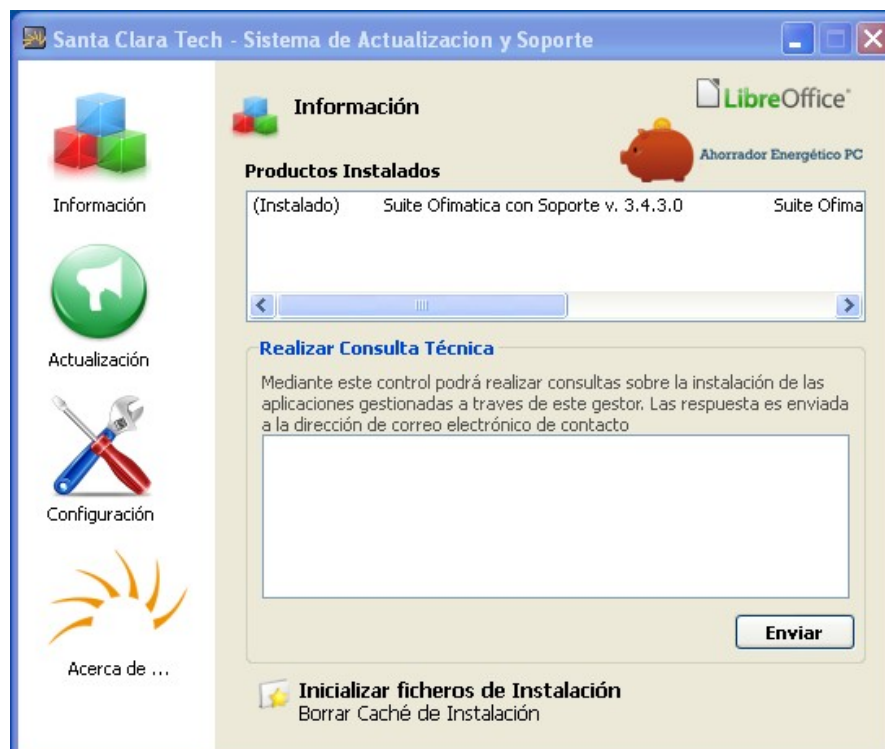 Santa Clara Tech - Sistema de Actualizacion y Soporte
Información
Actualización
Configuración
Acerca de ...
Información
LibreOffice
Ahorrador Energético PC
Productos Instalados
(Instalado) Suite Ofimatica con Soporte v. 3.4.3.0 Suite Ofima
Realizar Consulta Técnica
Mediante este control podrá realizar consultas sobre la instalación de las
aplicaciones gestionadas a traves de este gestor. Las respuesta es enviada
a la dirección de correo electrónico de contacto
Enviar
Inicializar ficheros de Instalación
Borrar Caché de Instalación